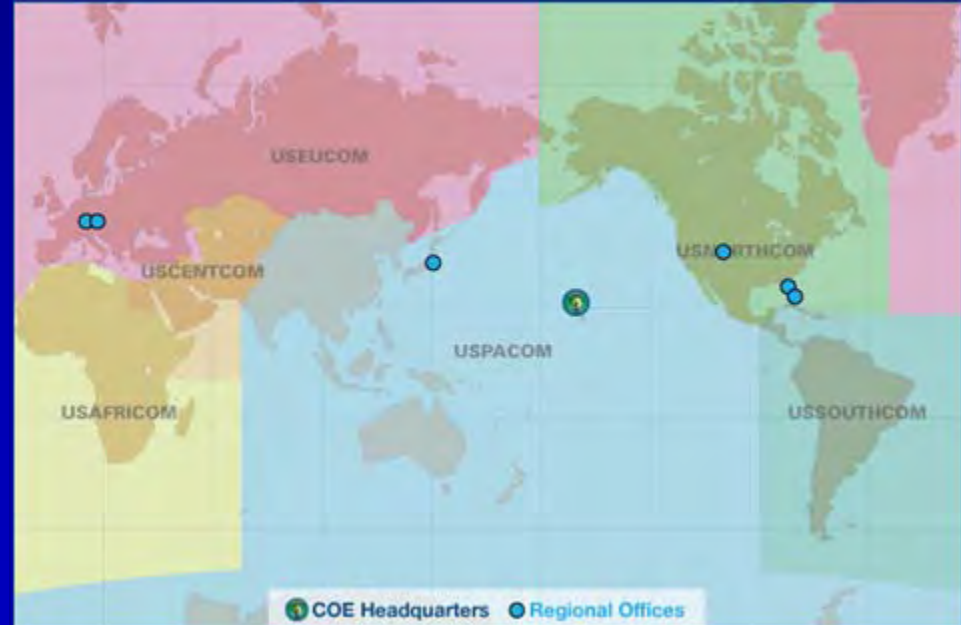 USEUCOM
USNORTHCOM
USCENTCOM
USPACOM
USAFRICOM
USSOUTHCOM
COE Headquarters
Regional Offices